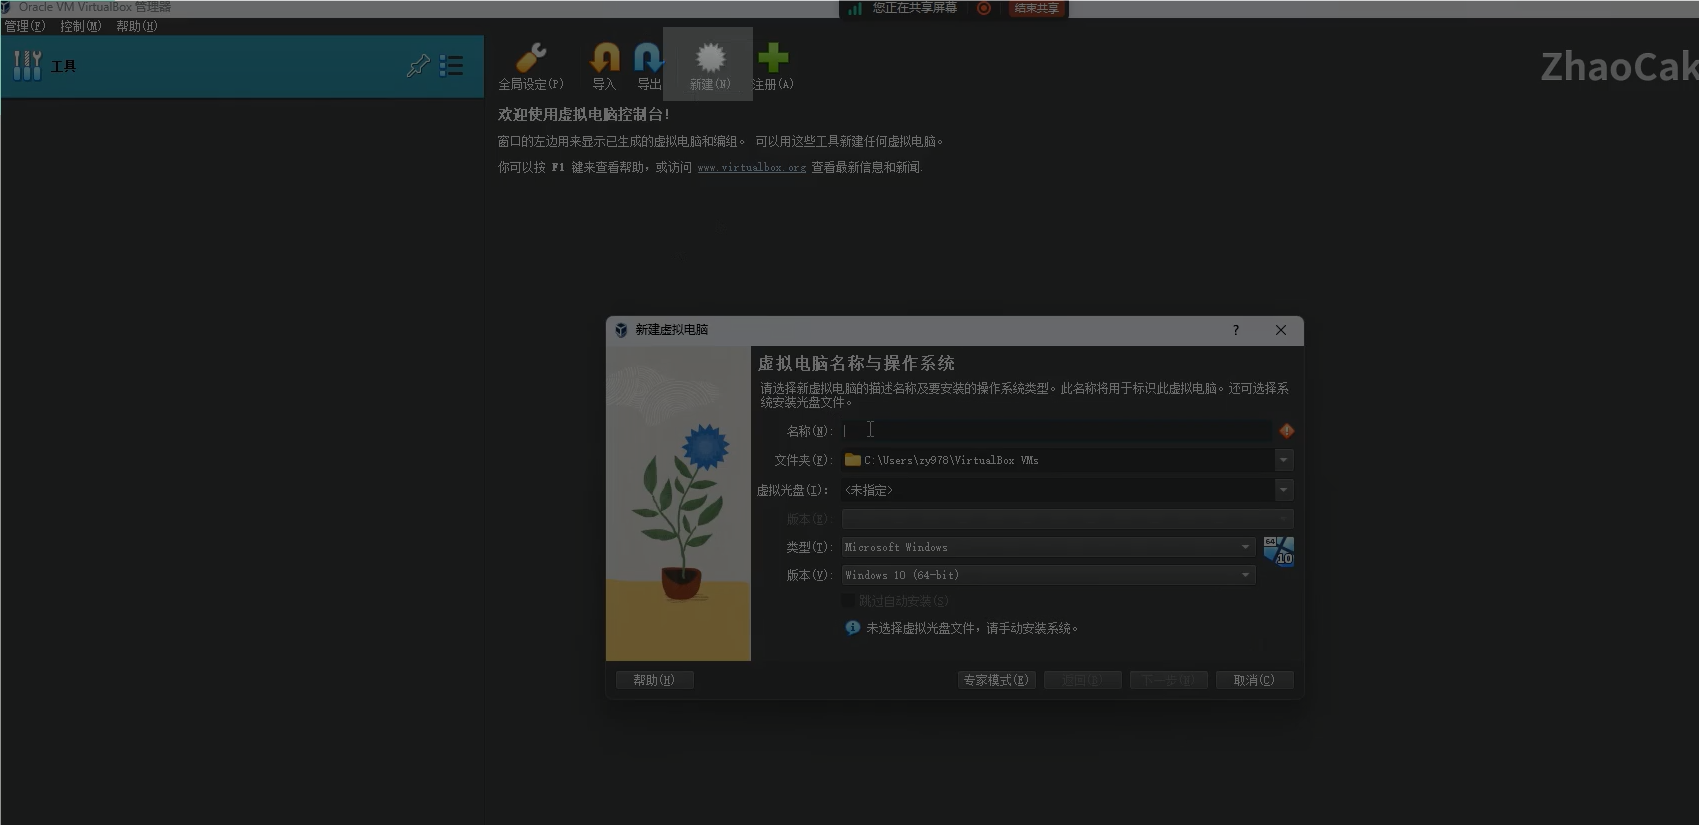 Oracle VM VirtualBox 管理器
您正在共享屏幕 结束共享
管理(F) 控制(M) 帮助(H)
工具
全局设定(P) 导入 导出 新建(N) 注册(A)
ZhaoCak
欢迎使用虚拟电脑控制台!
窗口的左边用来显示已生成的虚拟电脑和编组。 可以用这些工具新建任何虚拟电脑。
你可以按 F1 键来查看帮助，或访问 www.virtualbox.org 查看最新信息和新闻.
新建虚拟电脑
?
虚拟电脑名称与操作系统
请选择新虚拟电脑的描述名称及要安装的操作系统类型。此名称将用于标识此虚拟电脑。还可选择系
统安装光盘文件。
名称(N):
文件夹(F): C:\Users\zy978\VirtualBox VMs
虚拟光盘(I): <未指定>
版本(E):
类型(T): Microsoft Windows
64
10
版本(V): Windows 10 (64-bit)
跳过自动安装(S)
未选择虚拟光盘文件，请手动安装系统。
帮助(H) 专家模式(E) 返回(B) 下一步(N) 取消(C)